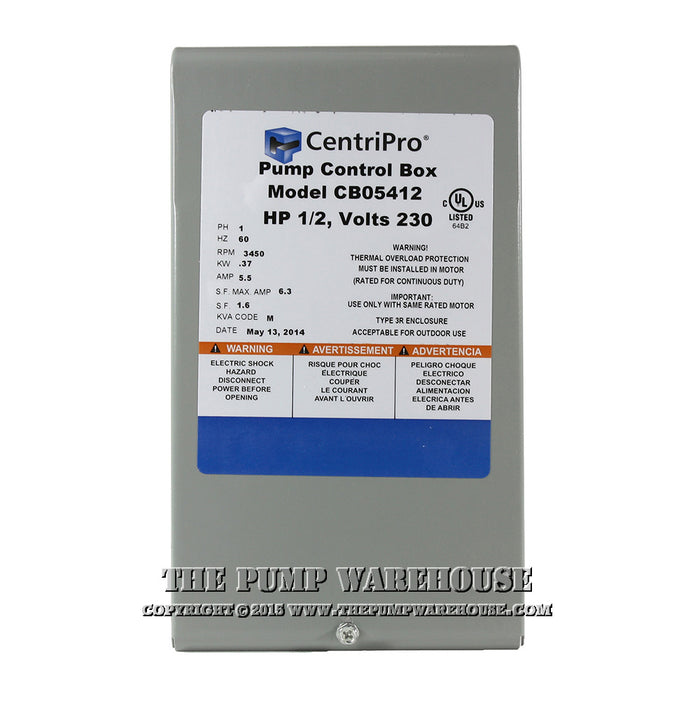 CentriPro®
Pump Control Box
Model CB05412
HP 1/2, Volts 230
C UL US
LISTED
64B2
PH 1
HZ 60
RPM 3450
KW .37
AMP 5.5
S.F. MAX. AMP 6.3
S.F. 1.6
KVA CODE M
DATE May 13, 2014
WARNING!
THERMAL OVERLOAD PROTECTION
MUST BE INSTALLED IN MOTOR
(RATED FOR CONTINUOUS DUTY)
IMPORTANT:
USE ONLY WITH SAME RATED MOTOR
TYPE 3R ENCLOSURE
ACCEPTABLE FOR OUTDOOR USE
WARNING
ELECTRIC SHOCK
HAZARD
DISCONNECT
POWER BEFORE
OPENING
AVERTISSEMENT
RISQUE POUR CHOC
ÉLECTRIQUE
COUPER
LE COURANT
AVANT L'OUVRIR
ADVERTENCIA
PELIGRO CHOQUE
ELECTRICO
DESCONECTAR
ALIMENTACION
ELECRICA ANTES
DE ABRIR
THE PUMP WAREHOUSE
COPYRIGHT ©2015 WWW.THEPUMPWAREHOUSE.COM